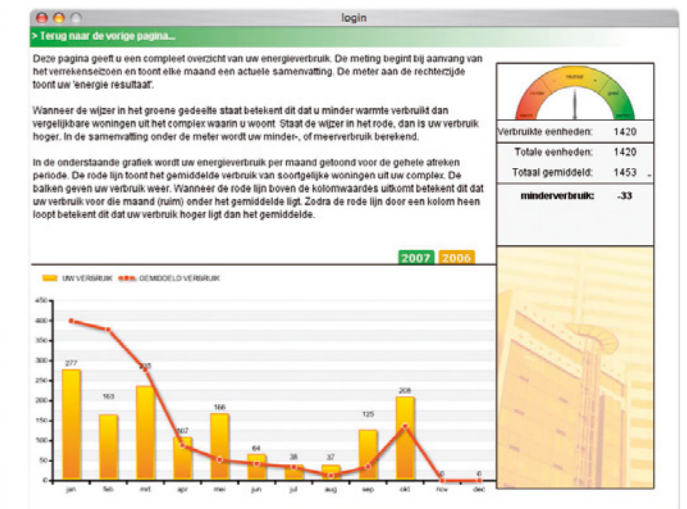 login
> Terug naar de vorige pagina...
Deze pagina geeft u een compleet overzicht van uw energieverbruik. De meting begint bij aanvang van
het verrekenseizoen en toont elke maand een actuele samenvatting. De meter aan de rechterzijde
toont uw 'energie resultaat'.
Wanneer de wijzer in het groene gedeelte staat betekent dit dat u minder warmte verbruikt dan
vergelijkbare woningen uit het complex waarin u woont. Staat de wijzer in het rode, dan is uw verbruik
hoger. In de samenvatting onder de meter wordt uw minder-, of meerverbruik berekend.
In de onderstaande grafiek wordt uw energieverbruik per maand getoond voor de gehele afreken
periode. De rode lijn toont het gemiddelde verbruik van soortgelijke woningen uit uw complex. De
balken geven uw verbruik weer. Wanneer de rode lijn boven de kolomwaardes uitkomt betekent dit dat
uw verbruik voor die maand (ruim) onder het gemiddelde ligt. Zodra de rode lijn door een kolom heen
loopt betekent dit dat uw verbruik hoger ligt dan het gemiddelde.
neutraal
minder
goed
Verbruikte eenheden: 1420
Totale eenheden: 1420
Totaal gemiddeld: 1453
minderverbruik: -33
2007 2006
UW VERBRUIK GEMIDDELD VERBRUIK
450
400
350
300
250
200
150
100
50
0
277
163
235
107
166
64
38
37
125
208
0
0
jan feb mrt apr mei jun jul aug sep okt nov dec